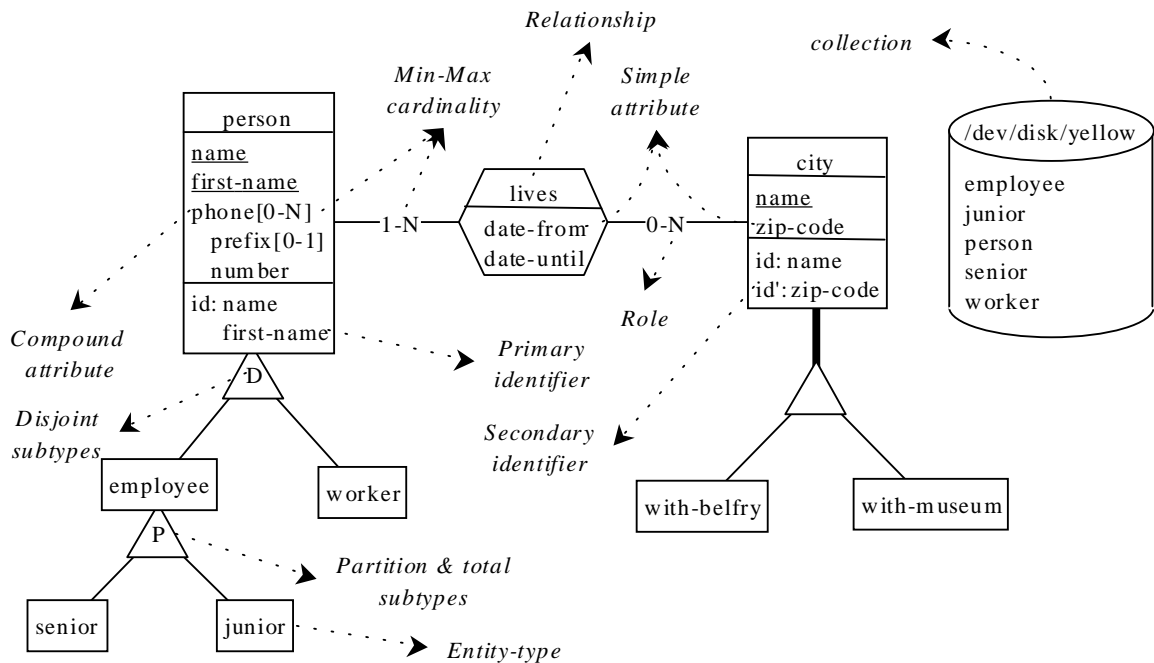 Relationship
collection
Min-Max
cardinality
Simple
attribute
person
name
first-name
phone[0-N]
prefix[0-1]
number
id: name
first-name
1-N
lives
date-from
date-until
0-N
city
name
zip-code
id: name
id': zip-code
/dev/disk/yellow
employee
junior
person
senior
worker
Role
Compound
attribute
Primary
identifier
D
Disjoint
subtypes
Secondary
identifier
employee
worker
with-belfry
with-museum
P
Partition & total
subtypes
senior
junior
Entity-type